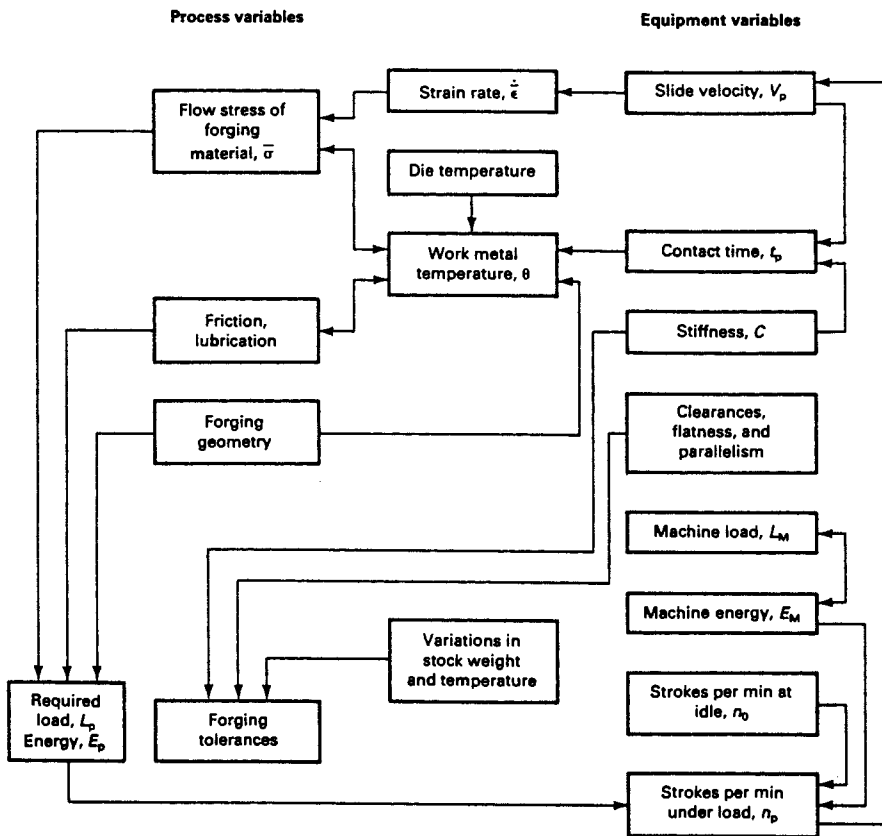 Process variables
Equipment variables
Flow stress of
forging
material, σ̅
Strain rate, ε̇̅
Slide velocity, Vp
Die temperature
Work metal
temperature, θ
Contact time, tp
Friction,
lubrication
Stiffness, C
Forging
geometry
Clearances,
flatness, and
parallelism
Machine load, LM
Machine energy, EM
Variations in
stock weight
and temperature
Required
load, Lp
Energy, Ep
Forging
tolerances
Strokes per min at
idle, n0
Strokes per min
under load, np